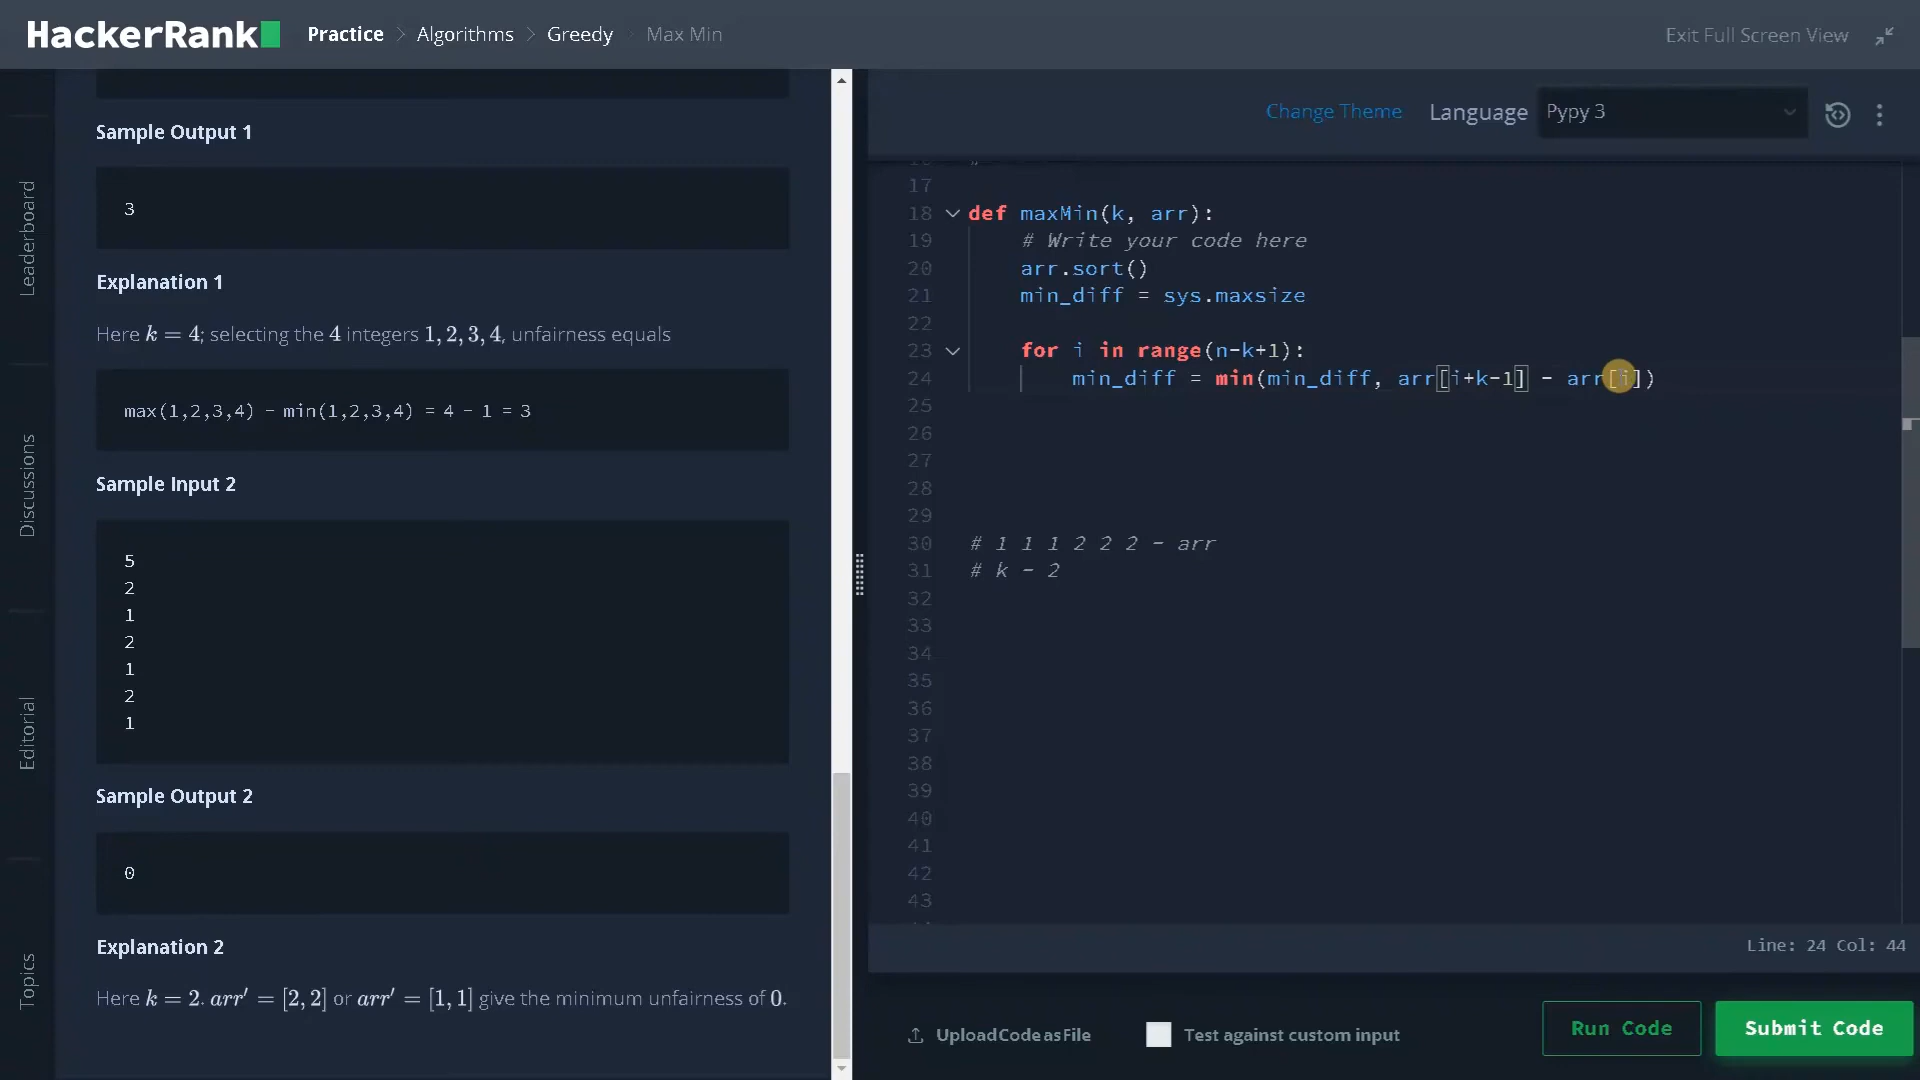 HackerRank
Practice > Algorithms > Greedy > Max Min
Exit Full Screen View
Leaderboard
Discussions
Editorial
Topics
Sample Output 1
3
Explanation 1
Here k = 4; selecting the 4 integers 1, 2, 3, 4, unfairness equals
max(1,2,3,4) - min(1,2,3,4) = 4 - 1 = 3
Sample Input 2
5
2
1
2
1
2
1
Sample Output 2
0
Explanation 2
Here k = 2. arr′ = [2, 2] or arr′ = [1, 1] give the minimum unfairness of 0.
Change Theme Language Pypy 3
17
18 def maxMin(k, arr):
19 # Write your code here
20 arr.sort()
21 min_diff = sys.maxsize
22
23 for i in range(n-k+1):
24 min_diff = min(min_diff, arr[i+k-1] - arr[i])
25
26
27
28
29
30 # 1 1 1 2 2 2 - arr
31 # k - 2
32
33
34
35
36
37
38
39
40
41
42
43
Line: 24 Col: 44
Upload Code as File
Test against custom input
Run Code
Submit Code